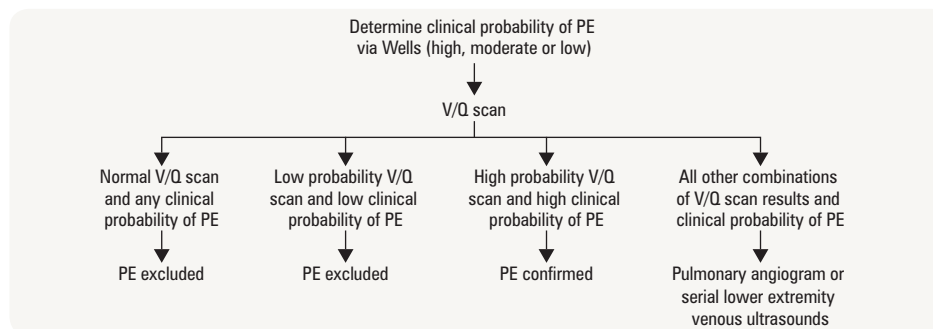 Determine clinical probability of PE
via Wells (high, moderate or low)
V/Q scan
Normal V/Q scan
and any clinical
probability of PE
Low probability V/Q
scan and low clinical
probability of PE
High probability V/Q
scan and high clinical
probability of PE
All other combinations
of V/Q scan results and
clinical probability of PE
PE excluded
PE excluded
PE confirmed
Pulmonary angiogram or
serial lower extremity
venous ultrasounds